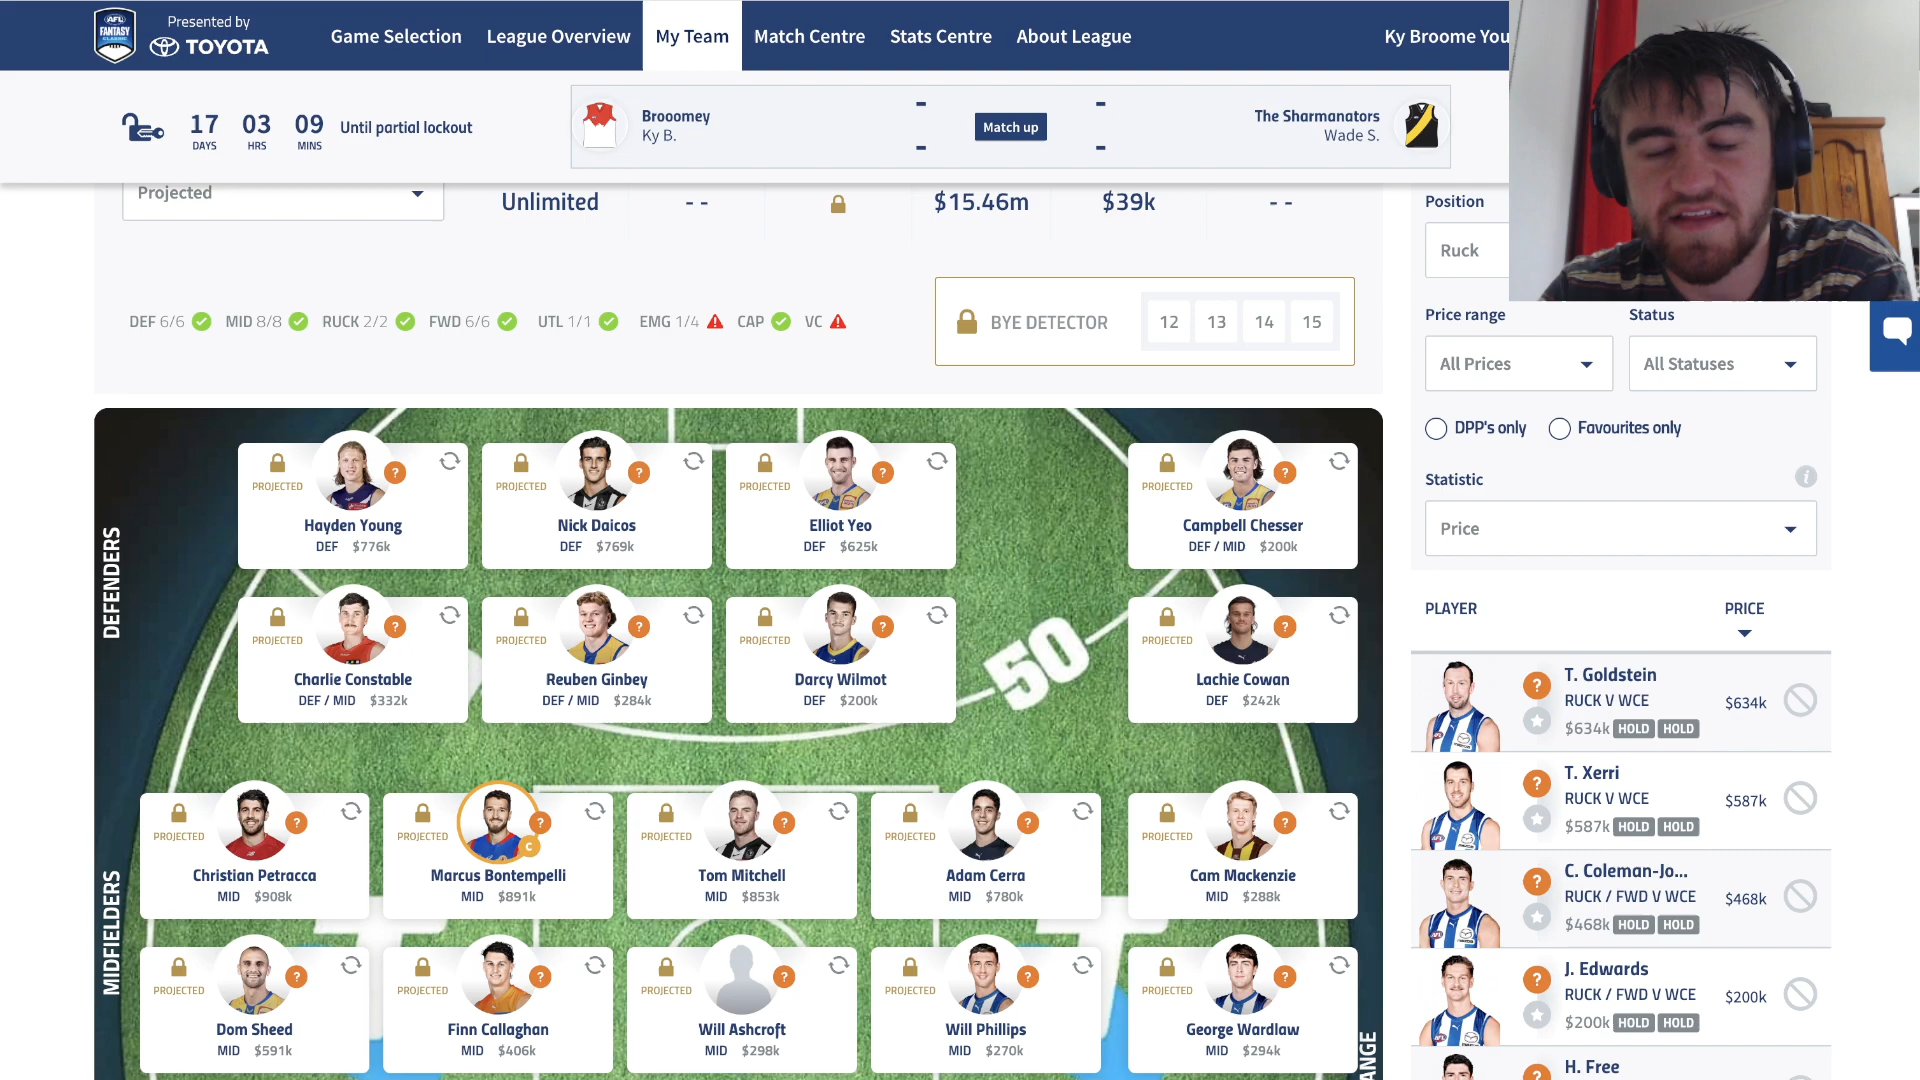 AFL
FANTASY
CLASSIC
Presented by
TOYOTA
Game Selection
League Overview
My Team
Match Centre
Stats Centre
About League
Ky Broome You
17
DAYS
03
HRS
09
MINS
Until partial lockout
Brooomey
Ky B.
-
-
Match up
-
-
The Sharmanators
Wade S.
Projected
Unlimited
- -
$15.46m
$39k
- -
DEF 6/6
MID 8/8
RUCK 2/2
FWD 6/6
UTL 1/1
EMG 1/4
CAP
VC
BYE DETECTOR
12
13
14
15
DEFENDERS
PROJECTED
?
Hayden Young
DEF $776k
PROJECTED
?
Nick Daicos
DEF $769k
PROJECTED
?
Elliot Yeo
DEF $625k
PROJECTED
?
Campbell Chesser
DEF / MID $200k
PROJECTED
?
Charlie Constable
DEF / MID $332k
PROJECTED
?
Reuben Ginbey
DEF / MID $284k
PROJECTED
?
Darcy Wilmot
DEF $200k
50
PROJECTED
?
Lachie Cowan
DEF $242k
MIDFIELDERS
PROJECTED
?
Christian Petracca
MID $908k
PROJECTED
?
C
Marcus Bontempelli
MID $891k
PROJECTED
?
Tom Mitchell
MID $853k
PROJECTED
?
Adam Cerra
MID $780k
PROJECTED
?
Cam Mackenzie
MID $288k
PROJECTED
?
Dom Sheed
MID $591k
PROJECTED
?
Finn Callaghan
MID $406k
PROJECTED
?
Will Ashcroft
MID $298k
PROJECTED
?
Will Phillips
MID $270k
PROJECTED
?
George Wardlaw
MID $294k
ANGE
Position
Ruck
Price range
All Prices
Status
All Statuses
DPP's only
Favourites only
Statistic
i
Price
PLAYER
PRICE
?
T. Goldstein
RUCK V WCE
$634k HOLD HOLD
$634k
?
T. Xerri
RUCK V WCE
$587k HOLD HOLD
$587k
?
C. Coleman-Jo...
RUCK / FWD V WCE
$468k HOLD HOLD
$468k
?
J. Edwards
RUCK / FWD V WCE
$200k HOLD HOLD
$200k
?
H. Free